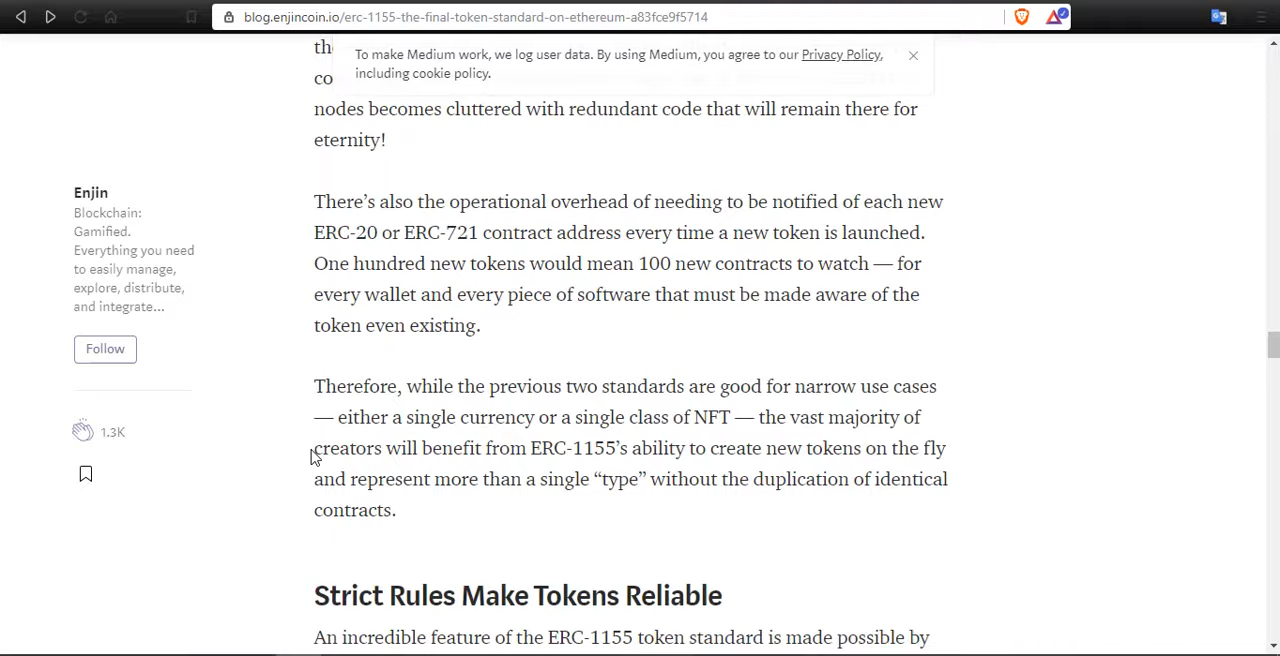 blog.enjincoin.io/erc-1155-the-final-token-standard-on-ethereum-a83fce9f5714
To make Medium work, we log user data. By using Medium, you agree to our Privacy Policy,
including cookie policy.
nodes becomes cluttered with redundant code that will remain there for
eternity!
Enjin
Blockchain:
Gamified.
Everything you need
to easily manage,
explore, distribute,
and integrate...
Follow
1.3K
There’s also the operational overhead of needing to be notified of each new
ERC-20 or ERC-721 contract address every time a new token is launched.
One hundred new tokens would mean 100 new contracts to watch — for
every wallet and every piece of software that must be made aware of the
token even existing.
Therefore, while the previous two standards are good for narrow use cases
— either a single currency or a single class of NFT — the vast majority of
creators will benefit from ERC-1155’s ability to create new tokens on the fly
and represent more than a single “type” without the duplication of identical
contracts.
Strict Rules Make Tokens Reliable
An incredible feature of the ERC-1155 token standard is made possible by